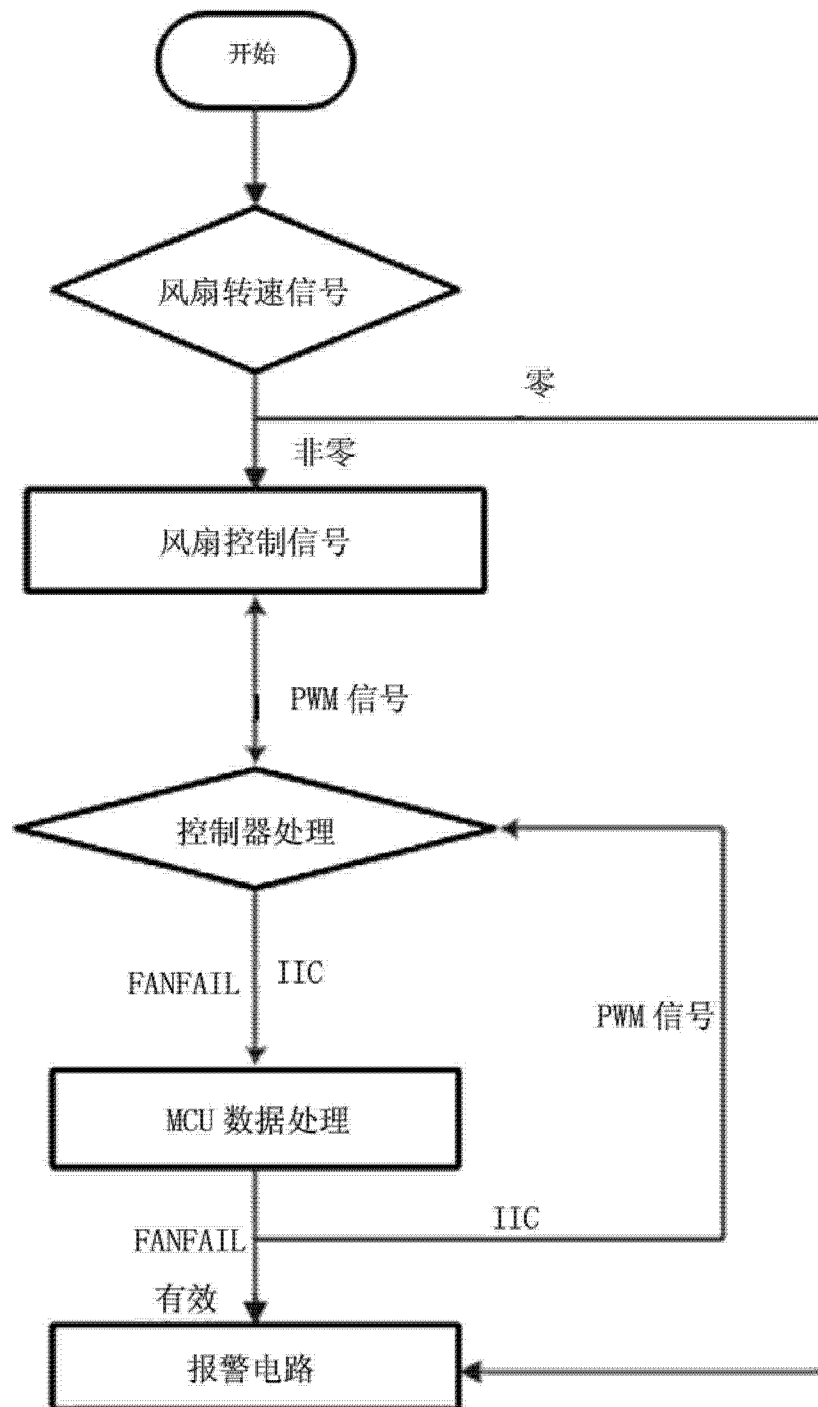 开始
风扇转速信号
零
非零
风扇控制信号
PWM 信号
控制器处理
FANFAIL IIC
PWM 信号
MCU 数据处理
FANFAIL IIC
有效
报警电路